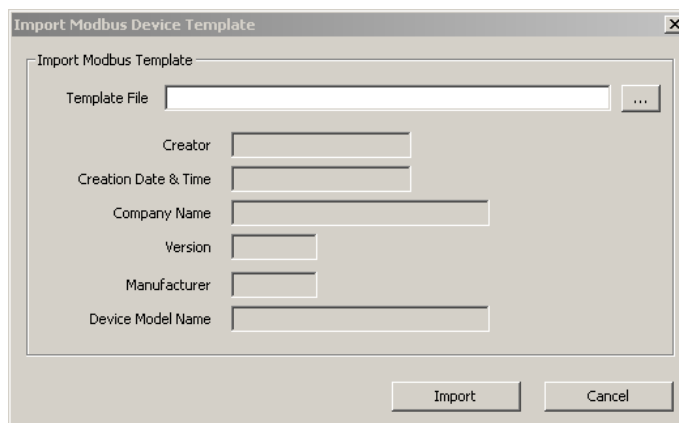 Import Modbus Device Template
Import Modbus Template
Template File
...
Creator
Creation Date & Time
Company Name
Version
Manufacturer
Device Model Name
Import Cancel